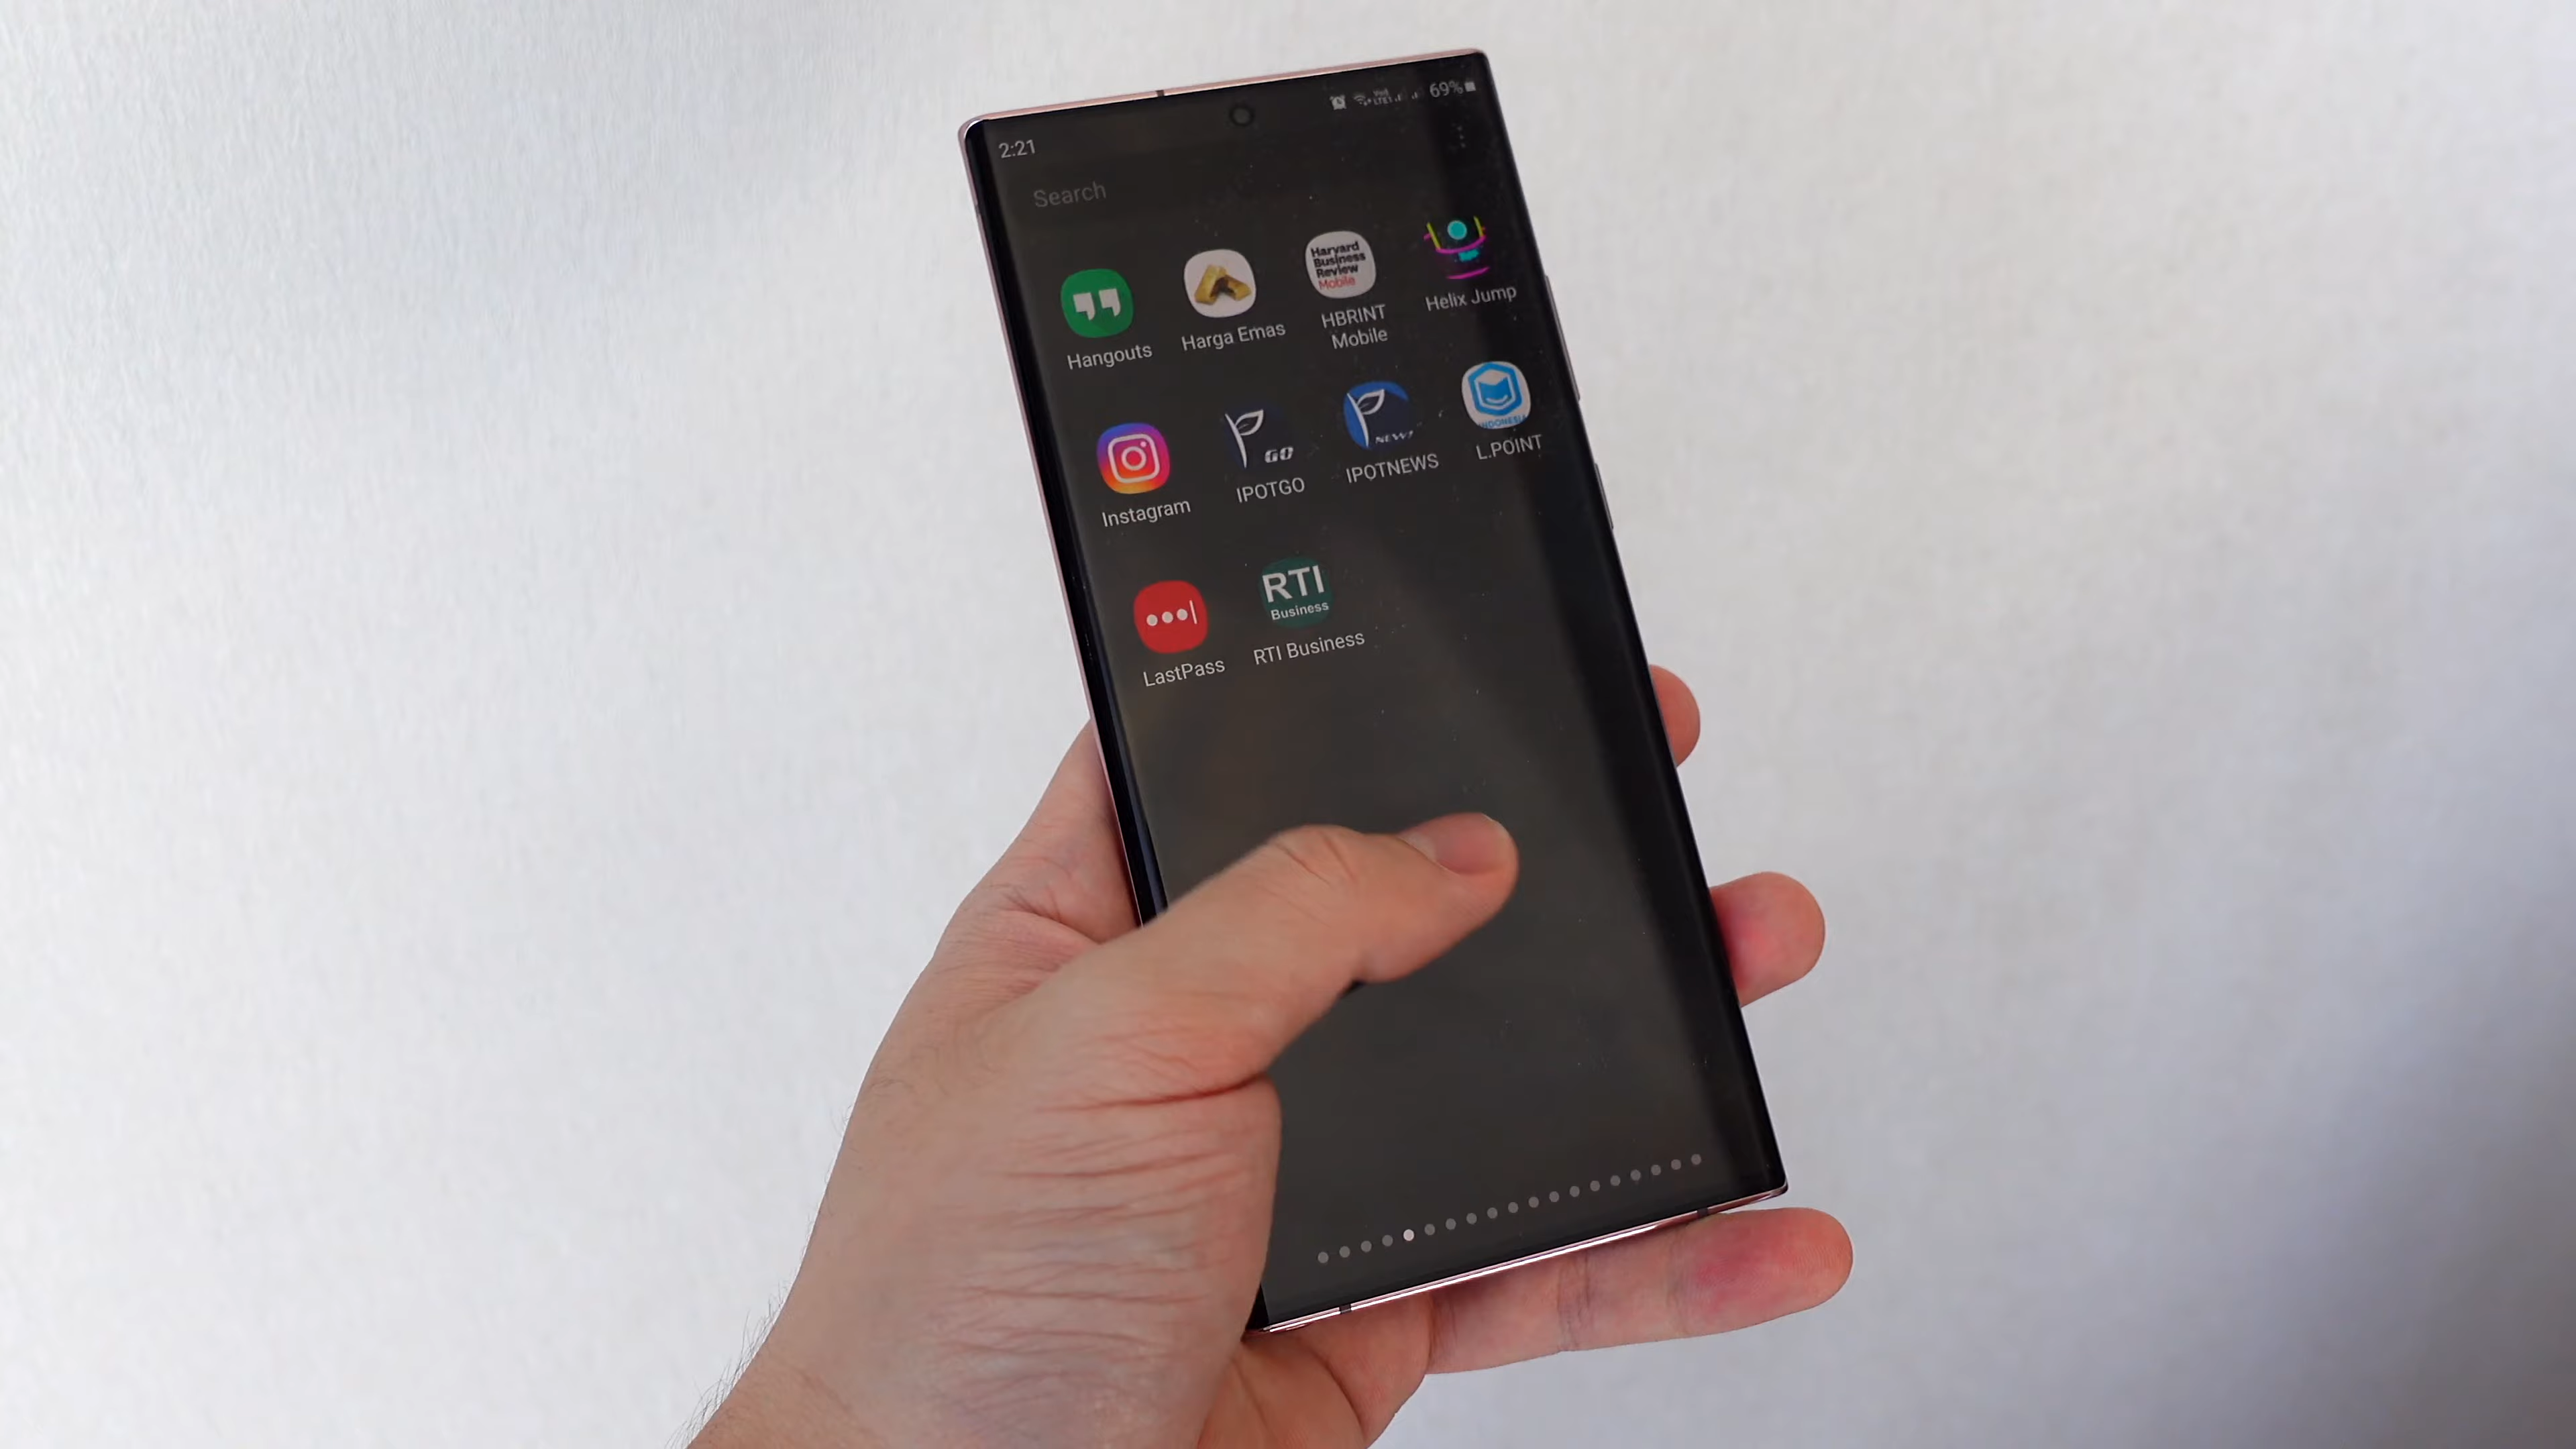 2:21
69%
Search
Harvard
Business
Review
Mobile
Hangouts
Harga Emas
HBRINT
Mobile
Helix Jump
GO
NEW!
INDONESIA
Instagram
IPOTGO
IPOTNEWS
L.POINT
RTI
Business
LastPass
RTI Business